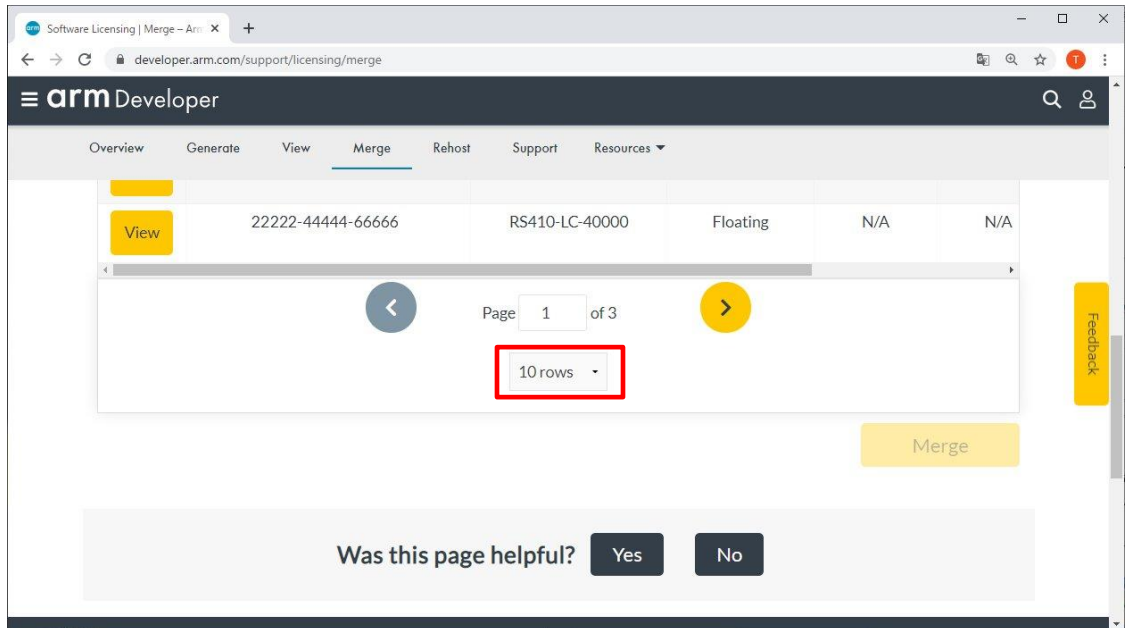 arm Software Licensing | Merge – Arm
developer.arm.com/support/licensing/merge T
arm Developer
Overview Generate View Merge Rehost Support Resources
View 22222-44444-66666 RS410-LC-40000 Floating N/A N/A
Page 1 of 3
10 rows
Feedback
Merge
Was this page helpful? Yes No